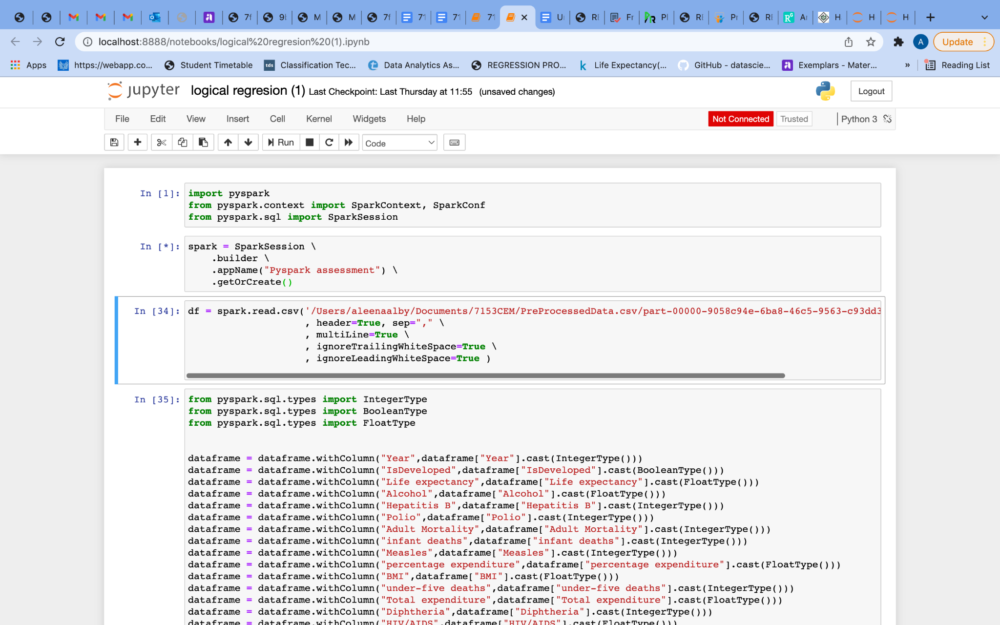 7f 9l M M 7f 71 71 71 U RE Fr PI RE Pr RE A H H H
localhost:8888/notebooks/logical%20regresion%20(1).ipynb A Update
Apps https://webapp.co... Student Timetable tds Classification Tec... Data Analytics As... REGRESSION PRO... Life Expectancy(... GitHub - datascie... Exemplars - Mater... » Reading List
jupyter logical regresion (1) Last Checkpoint: Last Thursday at 11:55 (unsaved changes) Logout
File Edit View Insert Cell Kernel Widgets Help Not Connected Trusted Python 3
Run Code
In [1]: import pyspark
from pyspark.context import SparkContext, SparkConf
from pyspark.sql import SparkSession
In [*]: spark = SparkSession \
.builder \
.appName("Pyspark assessment") \
.getOrCreate()
In [34]: df = spark.read.csv('/Users/aleenaalby/Documents/7153CEM/PreProcessedData.csv/part-00000-9058c94e-6ba8-46c5-9563-c93dd3
, header=True, sep="," \
, multiLine=True \
, ignoreTrailingWhiteSpace=True \
, ignoreLeadingWhiteSpace=True )
In [35]: from pyspark.sql.types import IntegerType
from pyspark.sql.types import BooleanType
from pyspark.sql.types import FloatType
dataframe = dataframe.withColumn("Year",dataframe["Year"].cast(IntegerType()))
dataframe = dataframe.withColumn("IsDeveloped",dataframe["IsDeveloped"].cast(BooleanType()))
dataframe = dataframe.withColumn("Life expectancy",dataframe["Life expectancy"].cast(FloatType()))
dataframe = dataframe.withColumn("Alcohol",dataframe["Alcohol"].cast(FloatType()))
dataframe = dataframe.withColumn("Hepatitis B",dataframe["Hepatitis B"].cast(IntegerType()))
dataframe = dataframe.withColumn("Polio",dataframe["Polio"].cast(IntegerType()))
dataframe = dataframe.withColumn("Adult Mortality",dataframe["Adult Mortality"].cast(IntegerType()))
dataframe = dataframe.withColumn("infant deaths",dataframe["infant deaths"].cast(IntegerType()))
dataframe = dataframe.withColumn("Measles",dataframe["Measles"].cast(IntegerType()))
dataframe = dataframe.withColumn("percentage expenditure",dataframe["percentage expenditure"].cast(FloatType()))
dataframe = dataframe.withColumn("BMI",dataframe["BMI"].cast(FloatType()))
dataframe = dataframe.withColumn("under-five deaths",dataframe["under-five deaths"].cast(IntegerType()))
dataframe = dataframe.withColumn("Total expenditure",dataframe["Total expenditure"].cast(FloatType()))
dataframe = dataframe.withColumn("Diphtheria",dataframe["Diphtheria"].cast(IntegerType()))
dataframe = dataframe.withColumn("HIV/AIDS",dataframe["HIV/AIDS"].cast(FloatType()))